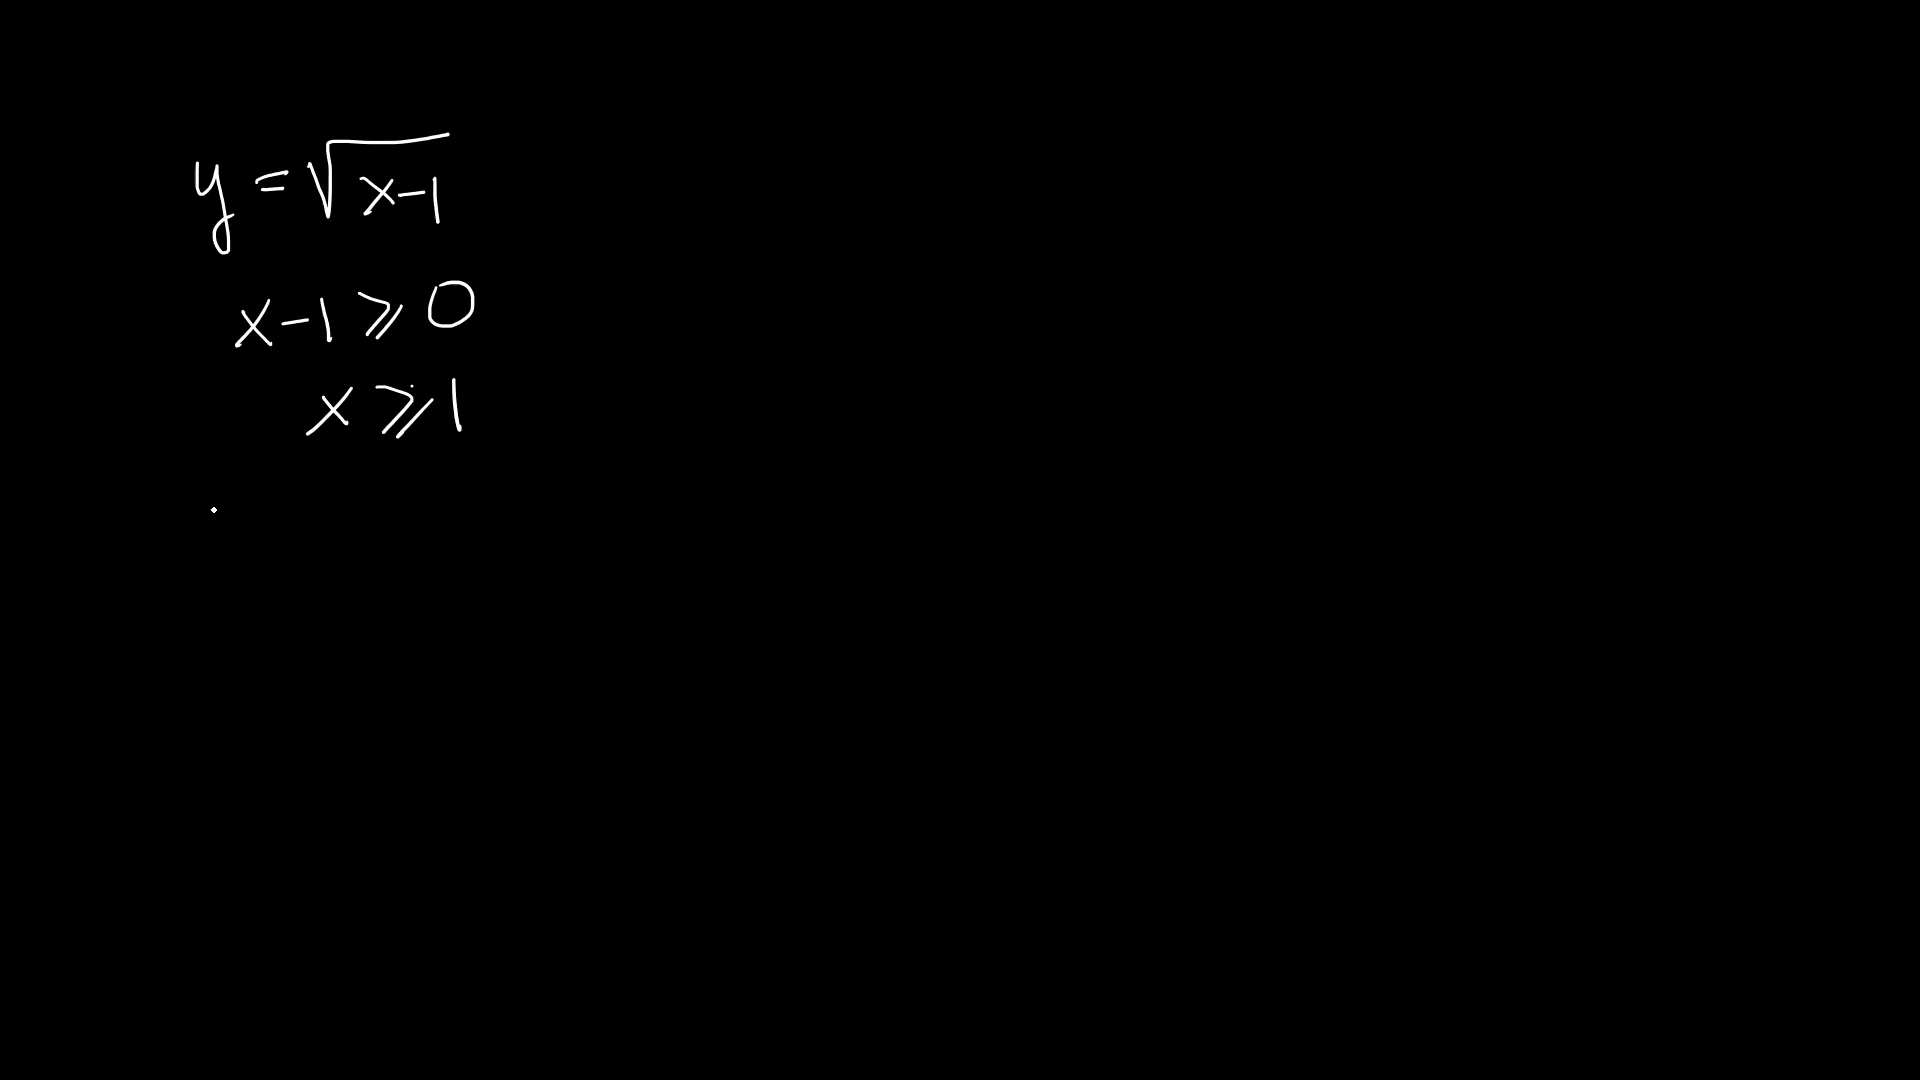 y = √x-1
x-1 ⩾ 0
x ⩾ 1